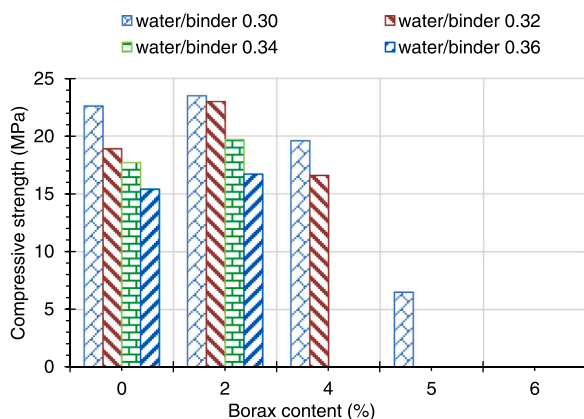 water/binder 0.30 water/binder 0.32
water/binder 0.34 water/binder 0.36
25
20
15
10
5
0
Compressive strength (MPa)
0 2 4 5 6
Borax content (%)